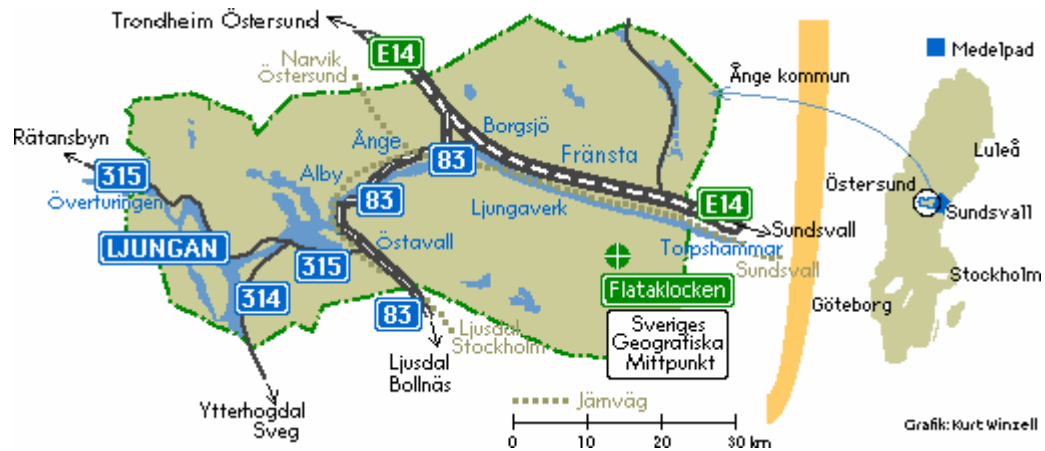 Trondheim Östersund
E14
Narvik
Östersund
Medelpad
Ånge kommun
Rätansbyn
315
Överturingen
Ånge
83
Borgsjö
Fränsta
Luleå
Alby
83
Östersund
Ljungaverk
E14
Sundsvall
Sundsvall
LJUNGAN
Östavall
Torpshammar
Sundsvall
315
Stockholm
314
83
Flataklocken
Göteborg
Sveriges
Geografiska
Mittpunkt
Ljusdal
Stockholm
Ljusdal
Bollnäs
Ytterhogdal
Sveg
Järnväg
0 10 20 30 km
Grafik: Kurt Winzell